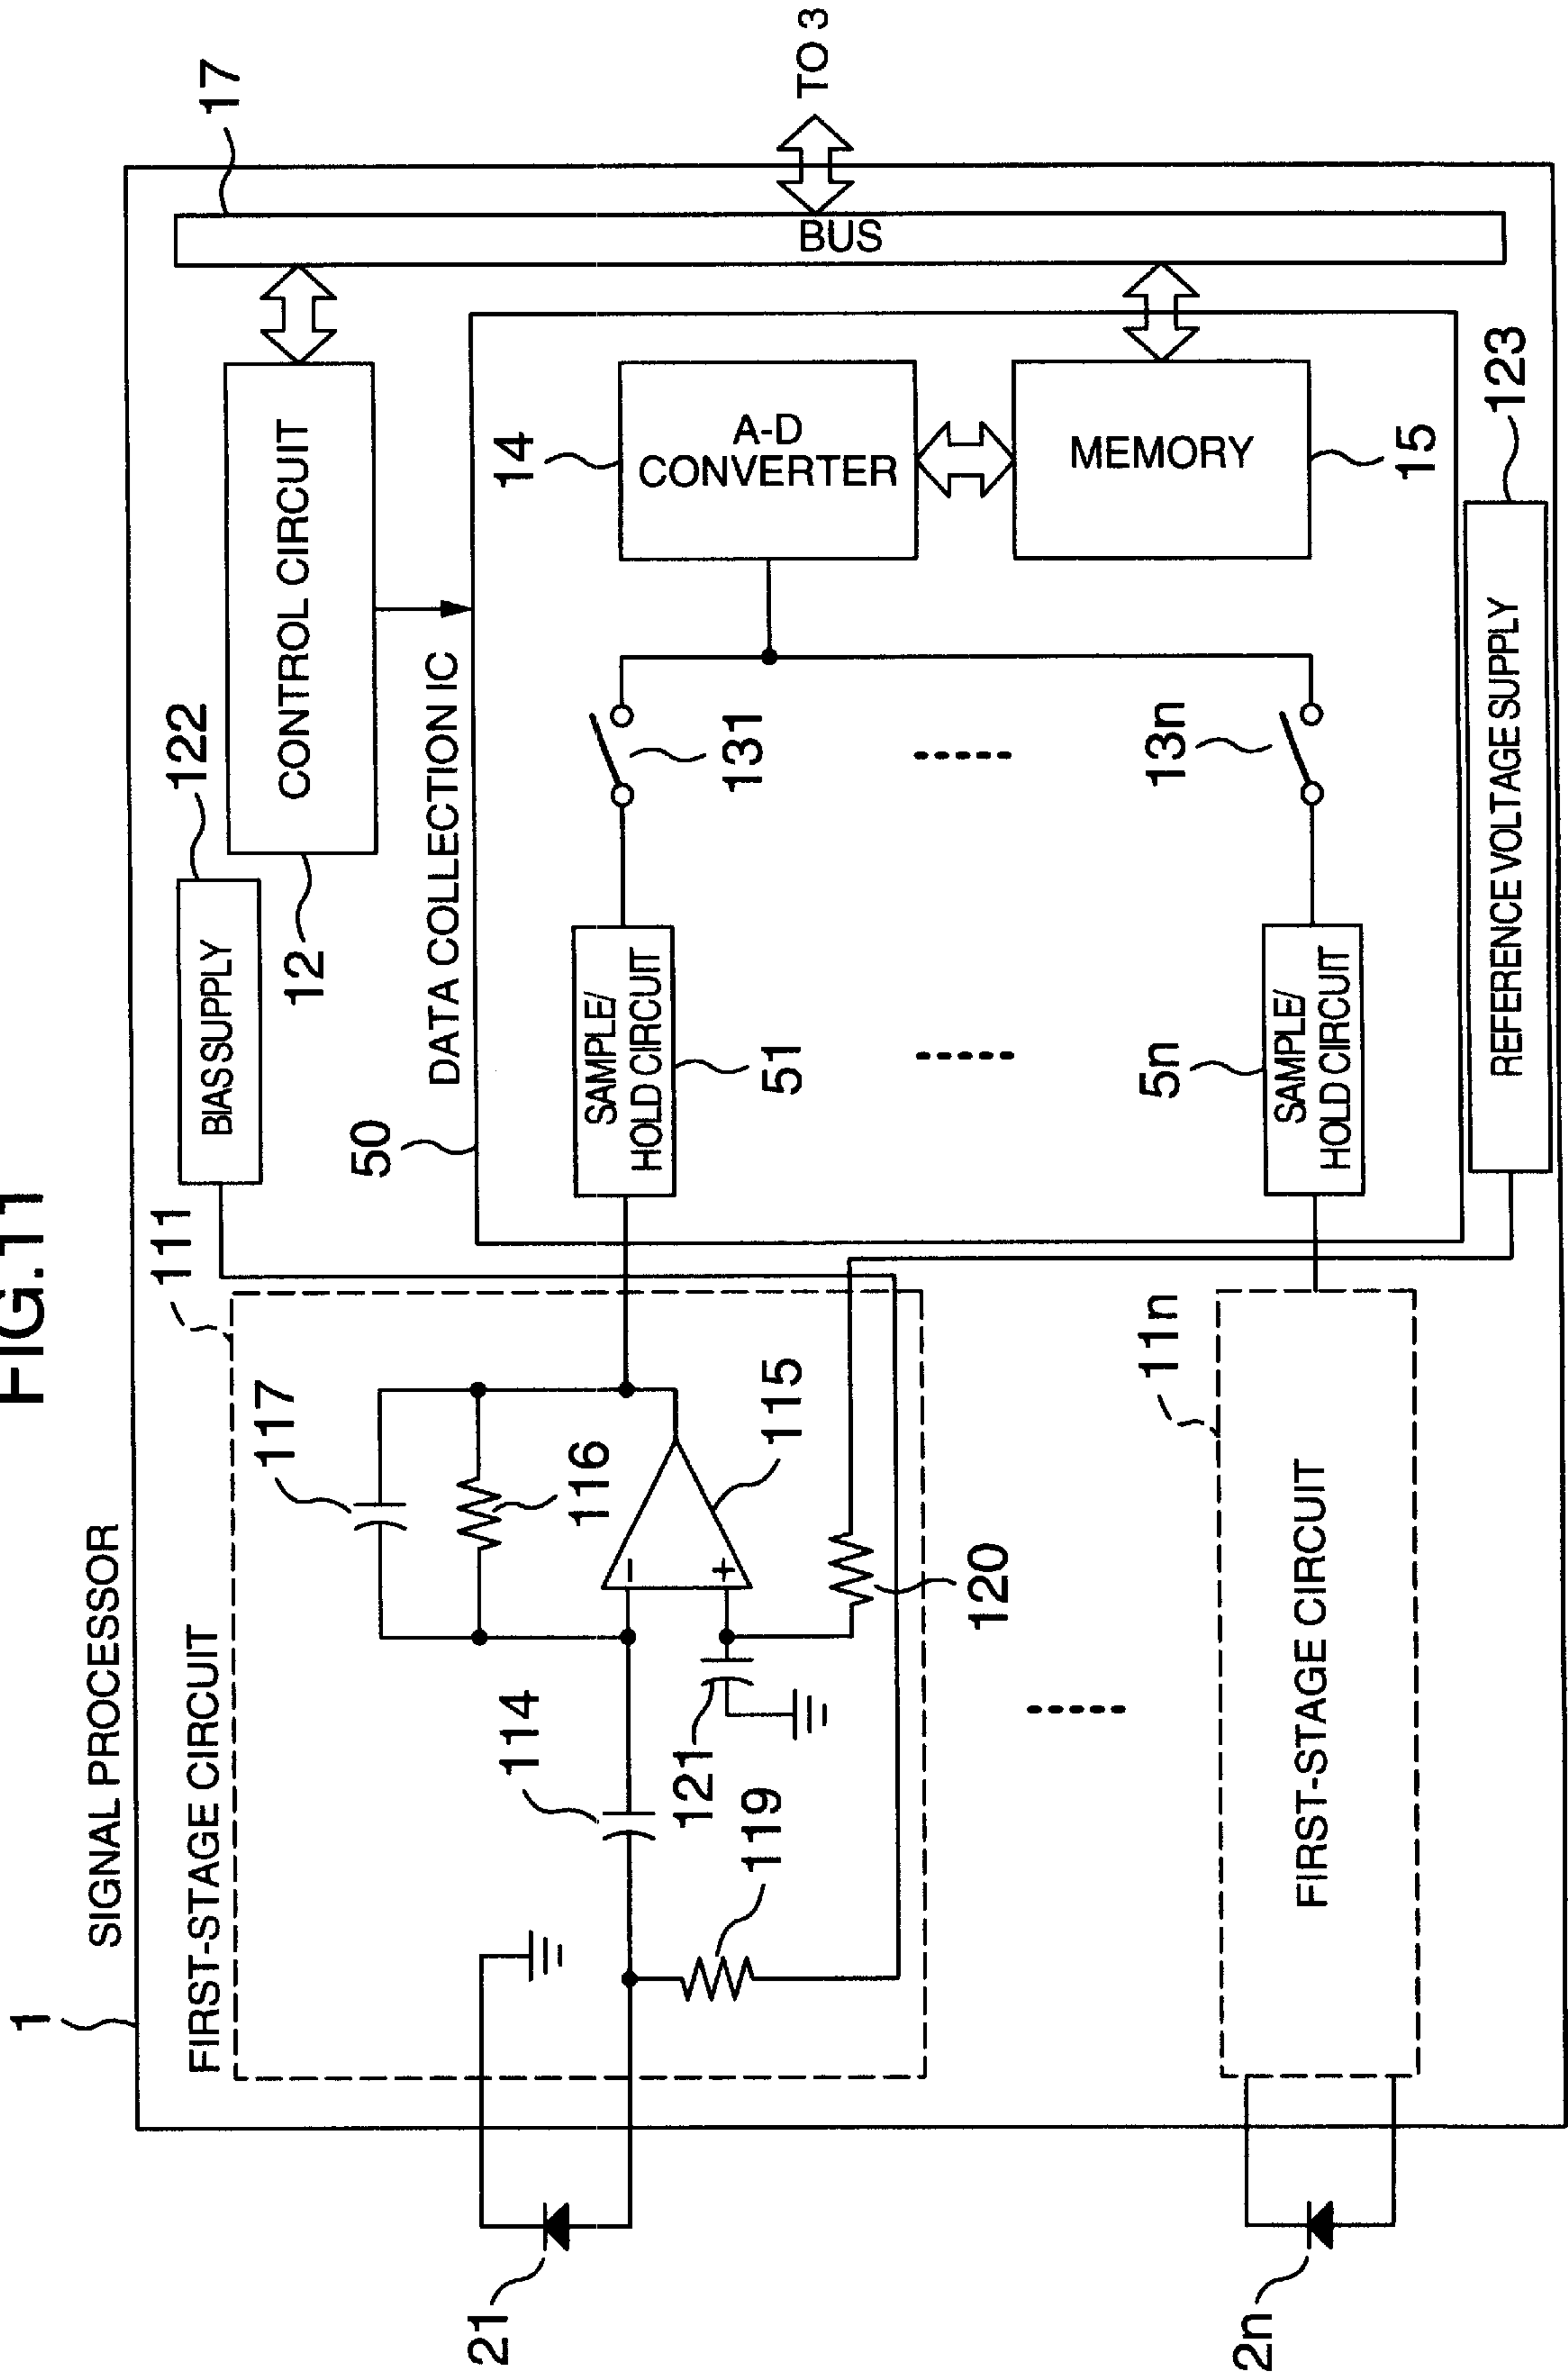 FIG.11
1
SIGNAL PROCESSOR
FIRST-STAGE CIRCUIT
111
BIAS SUPPLY
122
CONTROL CIRCUIT
12
17
BUS
TO 3
50
DATA COLLECTION IC
117
116
114
115
121
119
120
SAMPLE/
HOLD CIRCUIT
51
131
14
A-D
CONVERTER
MEMORY
15
21
11n
FIRST-STAGE CIRCUIT
5n
SAMPLE/
HOLD CIRCUIT
13n
REFERENCE VOLTAGE SUPPLY
123
2n
−
+